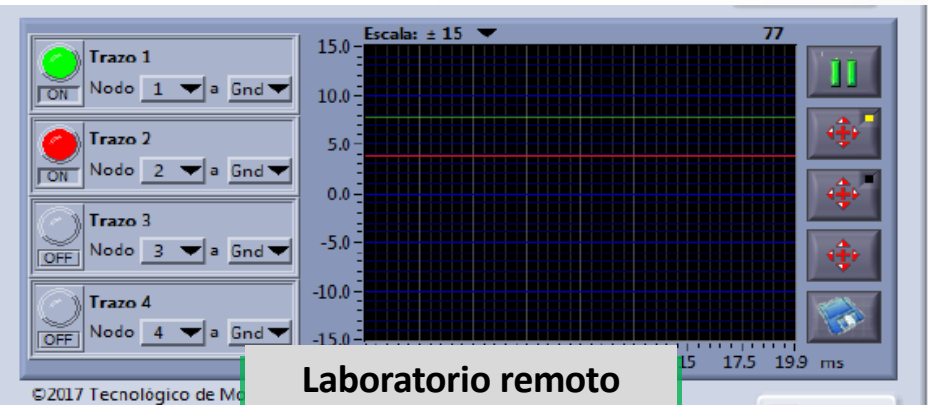 Escala: ± 15
77
Trazo 1
ON
Nodo 1 a Gnd
Trazo 2
ON
Nodo 2 a Gnd
Trazo 3
OFF
Nodo 3 a Gnd
Trazo 4
OFF
Nodo 4 a Gnd
15.0
10.0
5.0
0.0
-5.0
-10.0
-15.0
17.5 19.9 ms
©2017 Tecnológico de
Laboratorio remoto